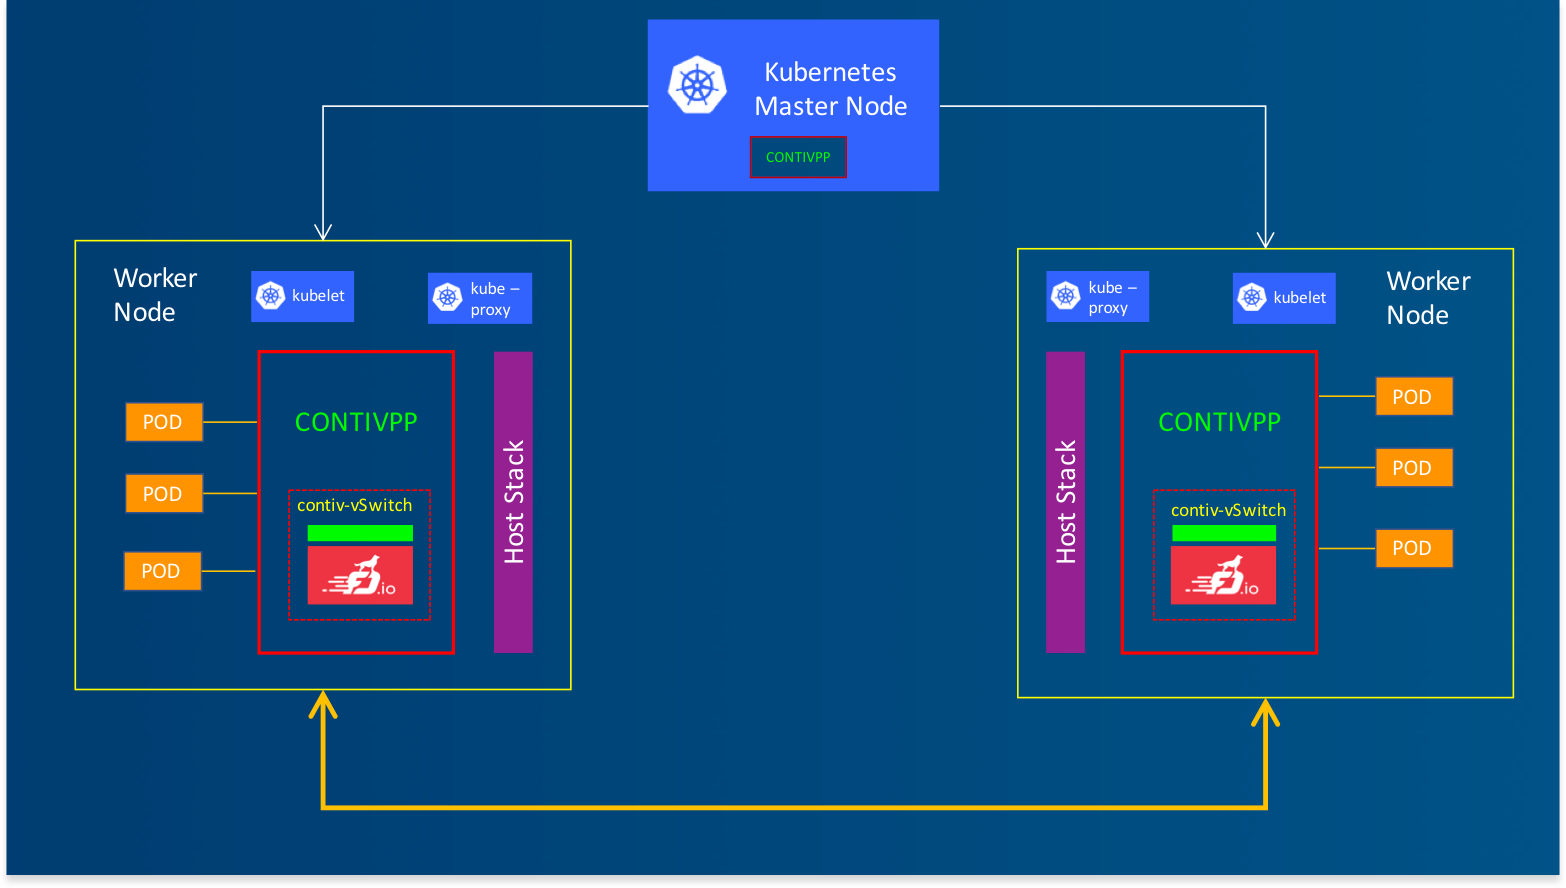 Kubernetes
Master Node
CONTIVPP
Worker
Node
kubelet
kube –
proxy
POD
POD
POD
CONTIVPP
contiv-vSwitch
FD.io
Host Stack
kube –
proxy
kubelet
Worker
Node
Host Stack
CONTIVPP
contiv-vSwitch
FD.io
POD
POD
POD